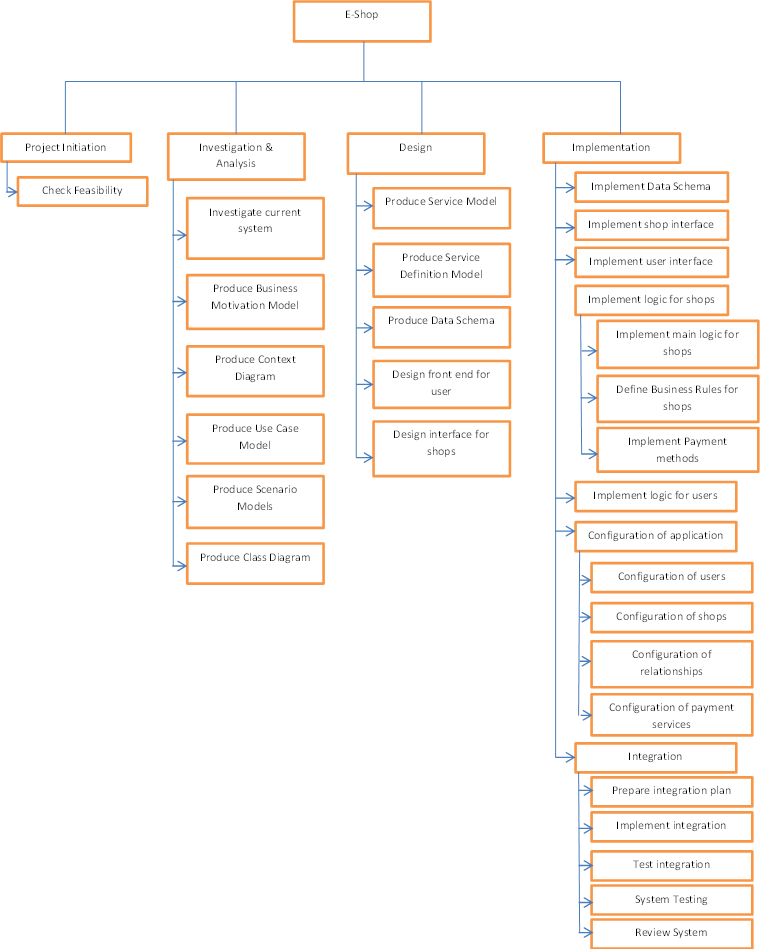 E-Shop
Project Initiation
Check Feasibility
Investigation &
Analysis
Investigate current
system
Produce Business
Motivation Model
Produce Context
Diagram
Produce Use Case
Model
Produce Scenario
Models
Produce Class Diagram
Design
Produce Service Model
Produce Service
Definition Model
Produce Data Schema
Design front end for
user
Design interface for
shops
Implementation
Implement Data Schema
Implement shop interface
Implement user interface
Implement logic for shops
Implement main logic for
shops
Define Business Rules for
shops
Implement Payment
methods
Implement logic for users
Configuration of application
Configuration of users
Configuration of shops
Configuration of
relationships
Configuration of payment
services
Integration
Prepare integration plan
Implement integration
Test integration
System Testing
Review System